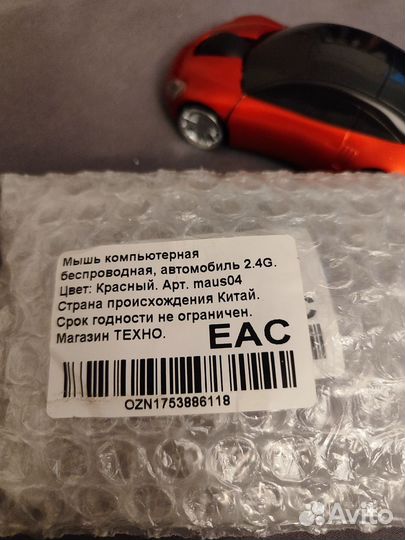 Мышь компьютерная
беспроводная, автомобиль 2.4G.
Цвет: Красный. Арт. maus04
Страна происхождения Китай.
Срок годности не ограничен.
Магазин ТЕХНО.
EAC
OZN1753886118
Avito